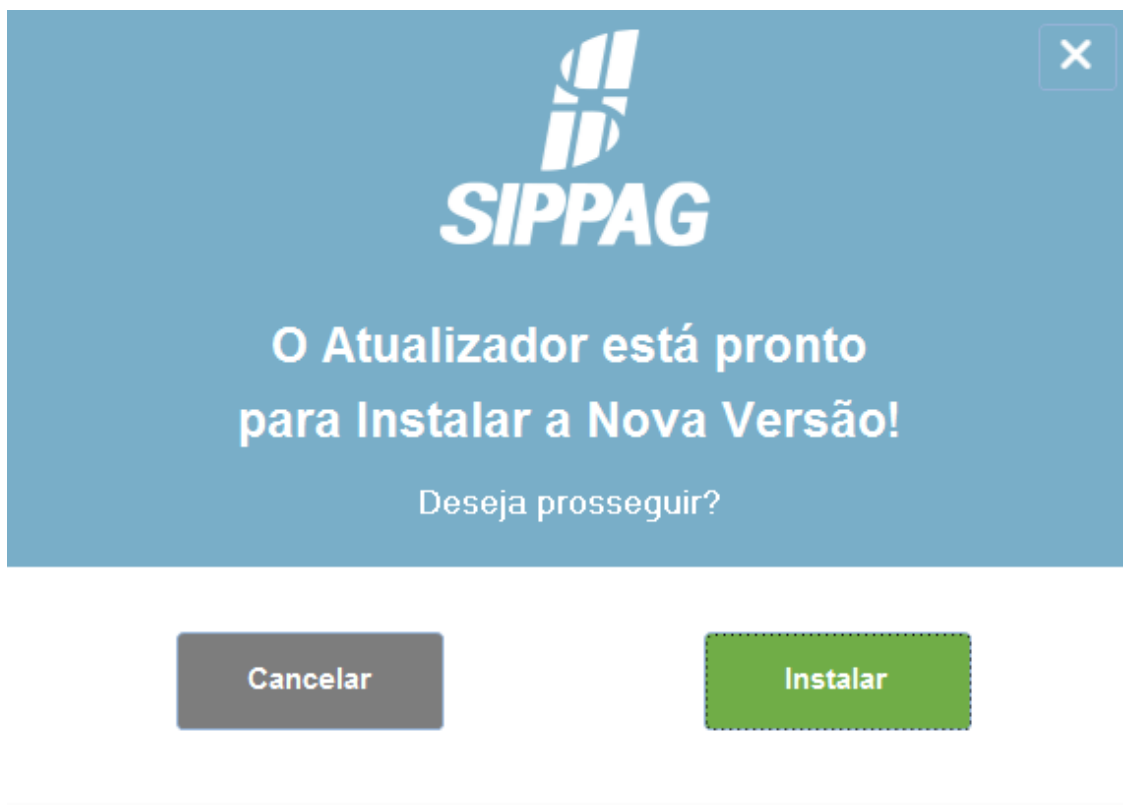 SIPPAG
O Atualizador está pronto
para Instalar a Nova Versão!
Deseja prosseguir?
Cancelar
Instalar